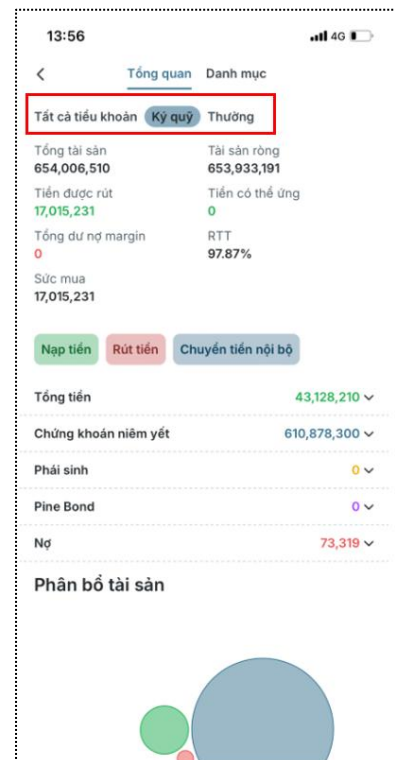 13:56 4G
Tổng quan Danh mục
Tất cả tiểu khoản Ký quỹ Thường
Tổng tài sản Tài sản ròng
654,006,510 653,933,191
Tiền được rút Tiền có thể ứng
17,015,231 0
Tổng dư nợ margin RTT
0 97.87%
Sức mua
17,015,231
Nạp tiền Rút tiền Chuyển tiền nội bộ
Tổng tiền 43,128,210
Chứng khoán niêm yết 610,878,300
Phái sinh 0
Pine Bond 0
Nợ 73,319
Phân bổ tài sản